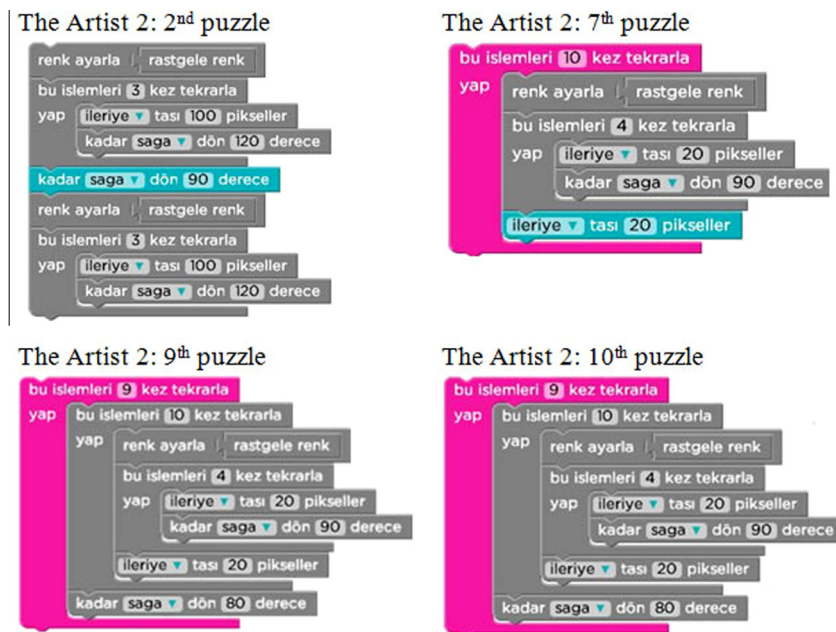 The Artist 2: 2nd puzzle
renk ayarla rastgele renk
bu islemleri 3 kez tekrarla
yap ileriye ▼ tası 100 pikseller
kadar saga ▼ dön 120 derece
kadar saga ▼ dön 90 derece
renk ayarla rastgele renk
bu islemleri 3 kez tekrarla
yap ileriye ▼ tası 100 pikseller
kadar saga ▼ dön 120 derece
The Artist 2: 7th puzzle
bu islemleri 10 kez tekrarla
yap renk ayarla rastgele renk
bu islemleri 4 kez tekrarla
yap ileriye ▼ tası 20 pikseller
kadar saga ▼ dön 90 derece
ileriye ▼ tası 20 pikseller
The Artist 2: 9th puzzle
bu islemleri 9 kez tekrarla
yap bu islemleri 10 kez tekrarla
yap renk ayarla rastgele renk
bu islemleri 4 kez tekrarla
yap ileriye ▼ tası 20 pikseller
kadar saga ▼ dön 90 derece
ileriye ▼ tası 20 pikseller
kadar saga ▼ dön 80 derece
The Artist 2: 10th puzzle
bu islemleri 9 kez tekrarla
yap bu islemleri 10 kez tekrarla
yap renk ayarla rastgele renk
bu islemleri 4 kez tekrarla
yap ileriye ▼ tası 20 pikseller
kadar saga ▼ dön 90 derece
ileriye ▼ tası 20 pikseller
kadar saga ▼ dön 80 derece